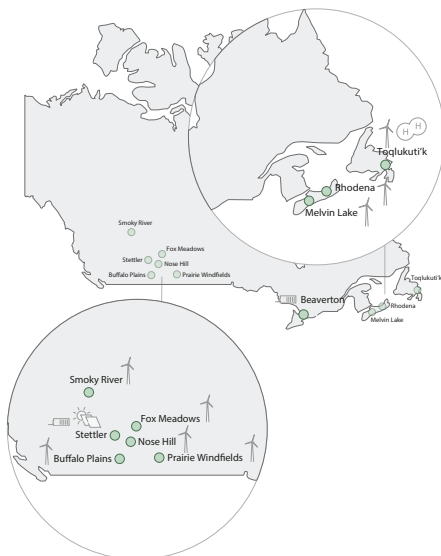 H H
Toqlukuti'k
Rhodena
Melvin Lake
Smoky River
Fox Meadows
Stettler
Nose Hill
Buffalo Plains
Prairie Windfields
Beaverton
Toqlukuti'k
Rhodena
Melvin Lake
Smoky River
Fox Meadows
Stettler
Nose Hill
Buffalo Plains
Prairie Windfields